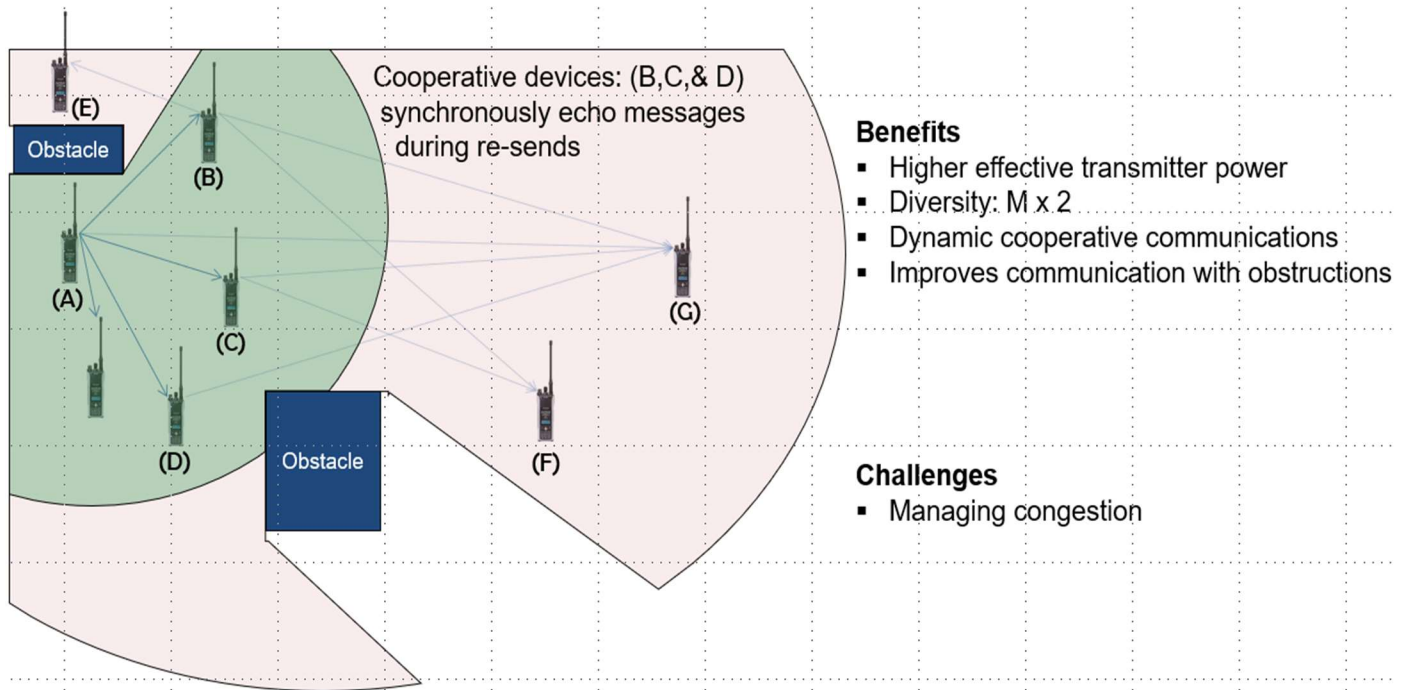 Cooperative devices: (B,C,& D)
synchronously echo messages
during re-sends
(E)
Obstacle
(B)
(A)
(C)
(D)
Obstacle
(G)
(F)
Benefits
▪ Higher effective transmitter power
▪ Diversity: M x 2
▪ Dynamic cooperative communications
▪ Improves communication with obstructions
Challenges
▪ Managing congestion